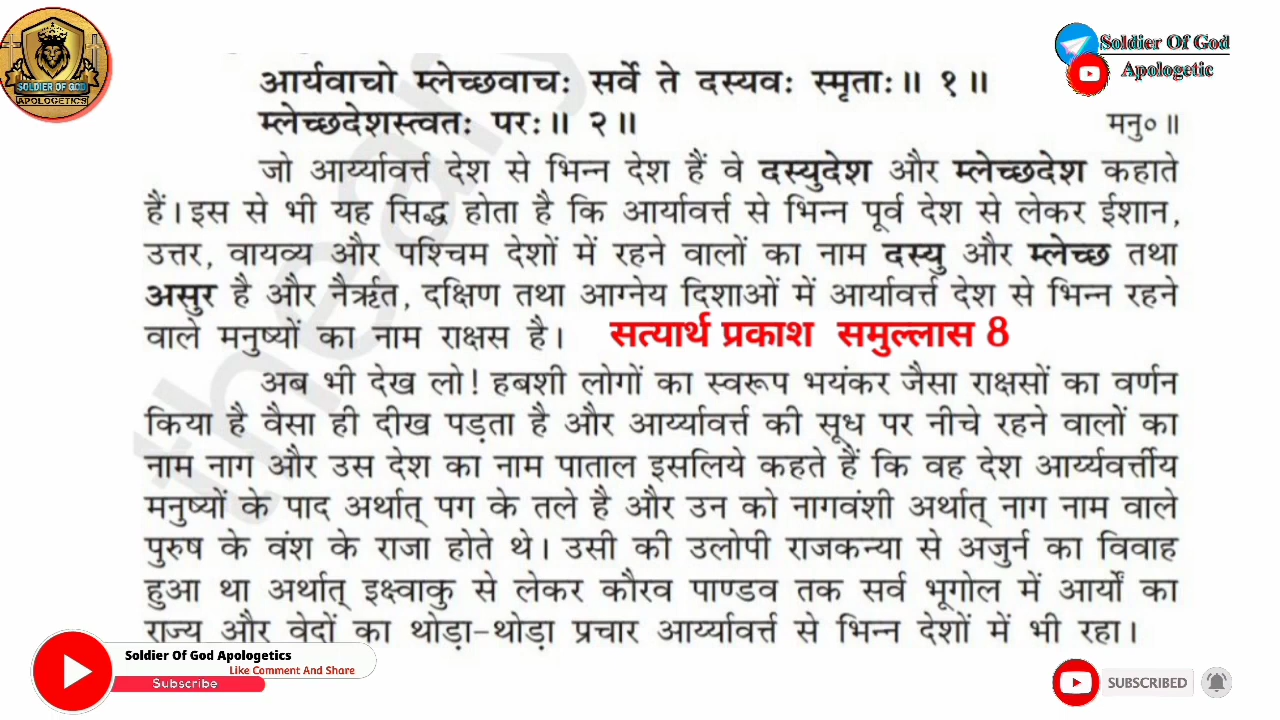 SOLDIER OF GOD
APOLOGETICS
Soldier Of God
Apologetic
आर्यवाचो म्लेच्छवाचः सर्वे ते दस्यवः स्मृताः॥ १॥
म्लेच्छदेशस्त्वतः परः॥ २॥ मनु०॥
जो आर्य्यावर्त्त देश से भिन्न देश हैं वे दस्युदेश और म्लेच्छदेश कहाते
हैं। इस से भी यह सिद्ध होता है कि आर्यावर्त्त से भिन्न पूर्व देश से लेकर ईशान,
उत्तर, वायव्य और पश्चिम देशों में रहने वालों का नाम दस्यु और म्लेच्छ तथा
असुर है और नैर्ऋत, दक्षिण तथा आग्नेय दिशाओं में आर्यावर्त्त देश से भिन्न रहने
वाले मनुष्यों का नाम राक्षस है। सत्यार्थ प्रकाश समुल्लास 8
अब भी देख लो! हबशी लोगों का स्वरूप भयंकर जैसा राक्षसों का वर्णन
किया है वैसा ही दीख पड़ता है और आर्य्यावर्त्त की सूध पर नीचे रहने वालों का
नाम नाग और उस देश का नाम पाताल इसलिये कहते हैं कि वह देश आर्य्यवर्त्तीय
मनुष्यों के पाद अर्थात् पग के तले है और उन को नागवंशी अर्थात् नाग नाम वाले
पुरुष के वंश के राजा होते थे। उसी की उलोपी राजकन्या से अजुर्न का विवाह
हुआ था अर्थात् इक्ष्वाकु से लेकर कौरव पाण्डव तक सर्व भूगोल में आर्यों का
राज्य और वेदों का थोड़ा-थोड़ा प्रचार आर्य्यावर्त्त से भिन्न देशों में भी रहा।
Soldier Of God Apologetics
Like Comment And Share
Subscribe
SUBSCRIBED